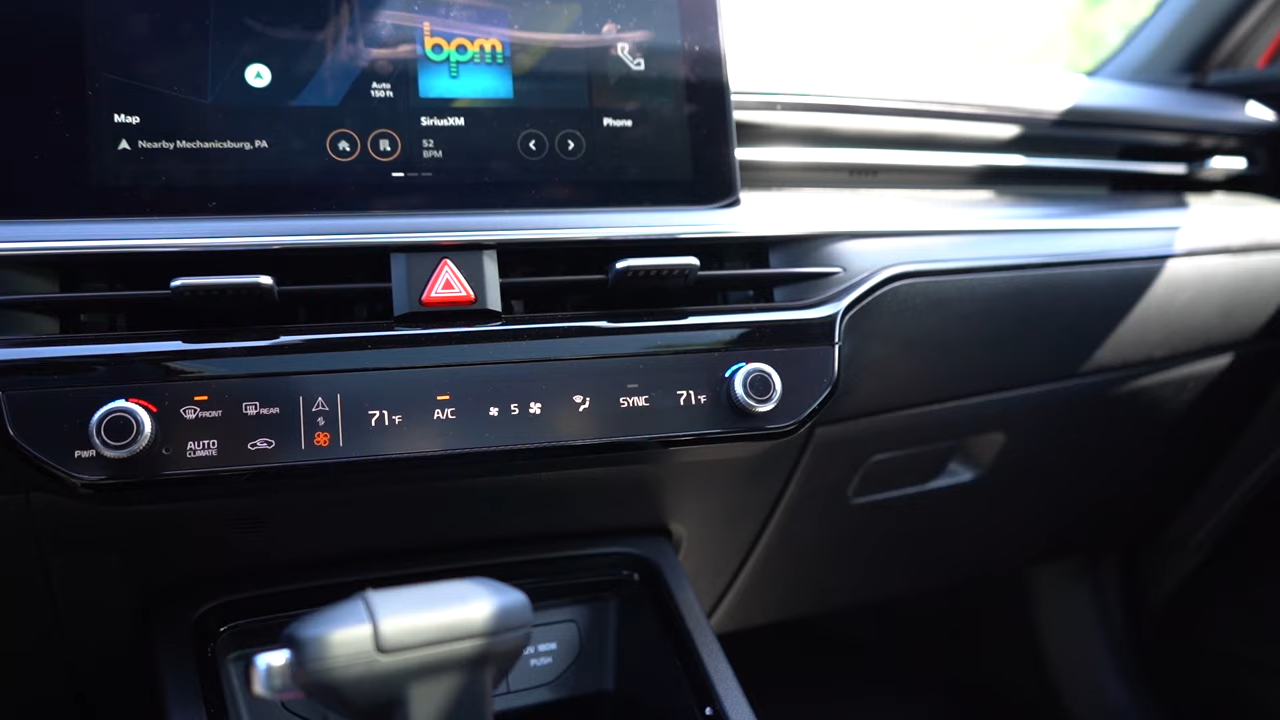 bpm
Auto
150 ft
Map
SiriusXM
Phone
Nearby Mechanicsburg, PA
52
BPM
FRONT
REAR
71°F
A/C
5
SYNC
71°F
PWR
AUTO
CLIMATE
180W
PUSH